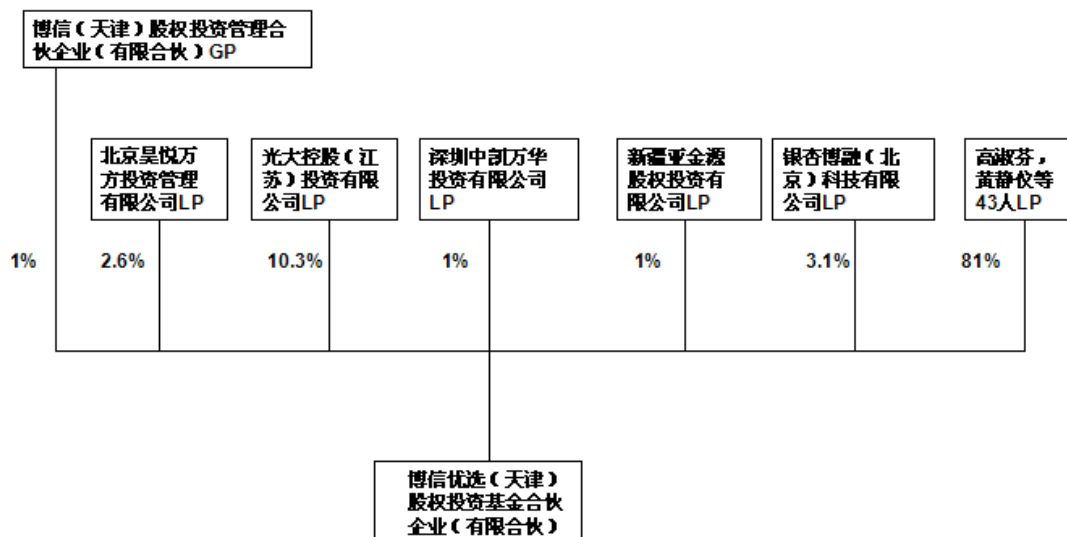 博信（天津）股权投资管理合
伙企业（有限合伙）GP
北京昊悦万
方投资管理
有限公司LP
光大控股（江
苏）投资有限
公司LP
深圳中凯万华
投资有限公司
LP
新疆亚金源
股权投资有
限公司LP
银杏博融（北
京）科技有限
公司LP
高淑芬，
黄静仪等
43人LP
1%
2.6%
10.3%
1%
1%
3.1%
81%
博信优选（天津）
股权投资基金合伙
企业（有限合伙）